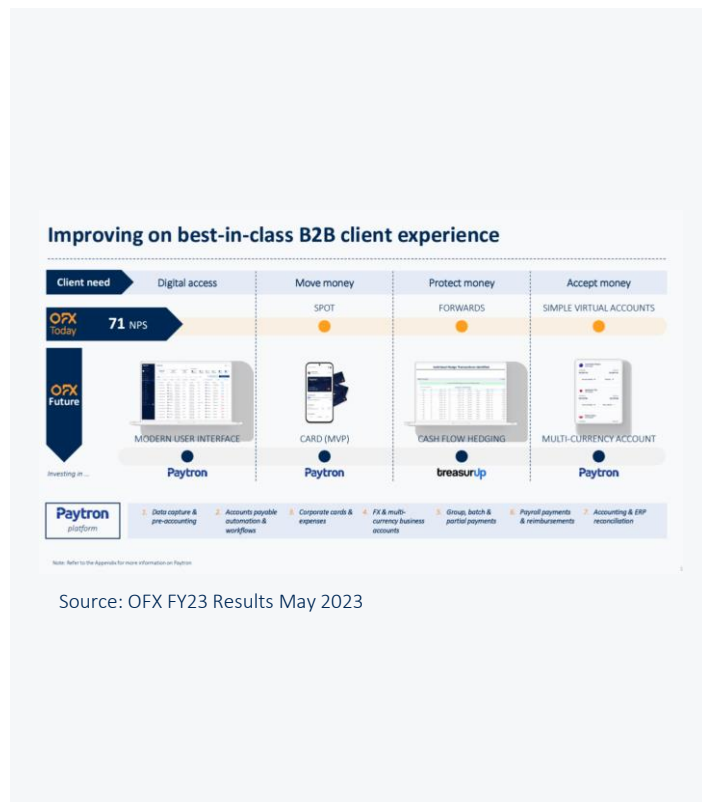 Improving on best-in-class B2B client experience
Client need
Digital access
Move money
Protect money
Accept money
OFX
Today
71 NPS
SPOT
FORWARDS
SIMPLE VIRTUAL ACCOUNTS
OFX
Future
MODERN USER INTERFACE
CARD (MVP)
CASH FLOW HEDGING
MULTI-CURRENCY ACCOUNT
Investing in ...
Paytron
Paytron
treasurUp
Paytron
Paytron
platform
1. Data capture &
pre-accounting
2. Accounts payable
automation &
workflows
3. Corporate cards &
expenses
4. FX & multi-
currency business
accounts
5. Group, batch &
partial payments
6. Payroll payments
& reimbursements
7. Accounting & ERP
reconciliation
Note: Refer to the Appendix for more information on Paytron
Source: OFX FY23 Results May 2023